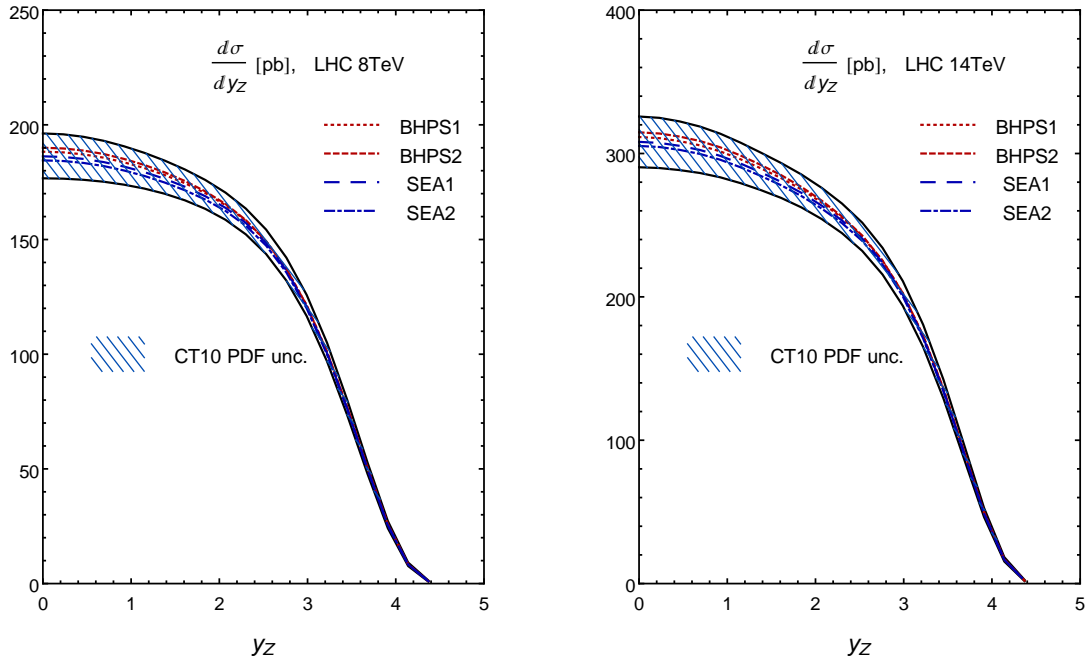 250
200
150
100
50
0
0 1 2 3 4 5
y_Z
dσ/dy_Z [pb], LHC 8TeV
BHPS1
BHPS2
SEA1
SEA2
CT10 PDF unc.
400
300
200
100
0
0 1 2 3 4 5
y_Z
dσ/dy_Z [pb], LHC 14TeV
BHPS1
BHPS2
SEA1
SEA2
CT10 PDF unc.